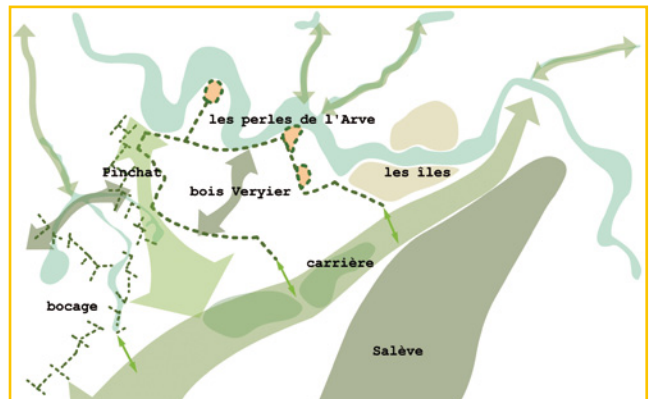 les perles de l'Arve
Pinchat
les îles
bois Veryier
carrière
bocage
Salève